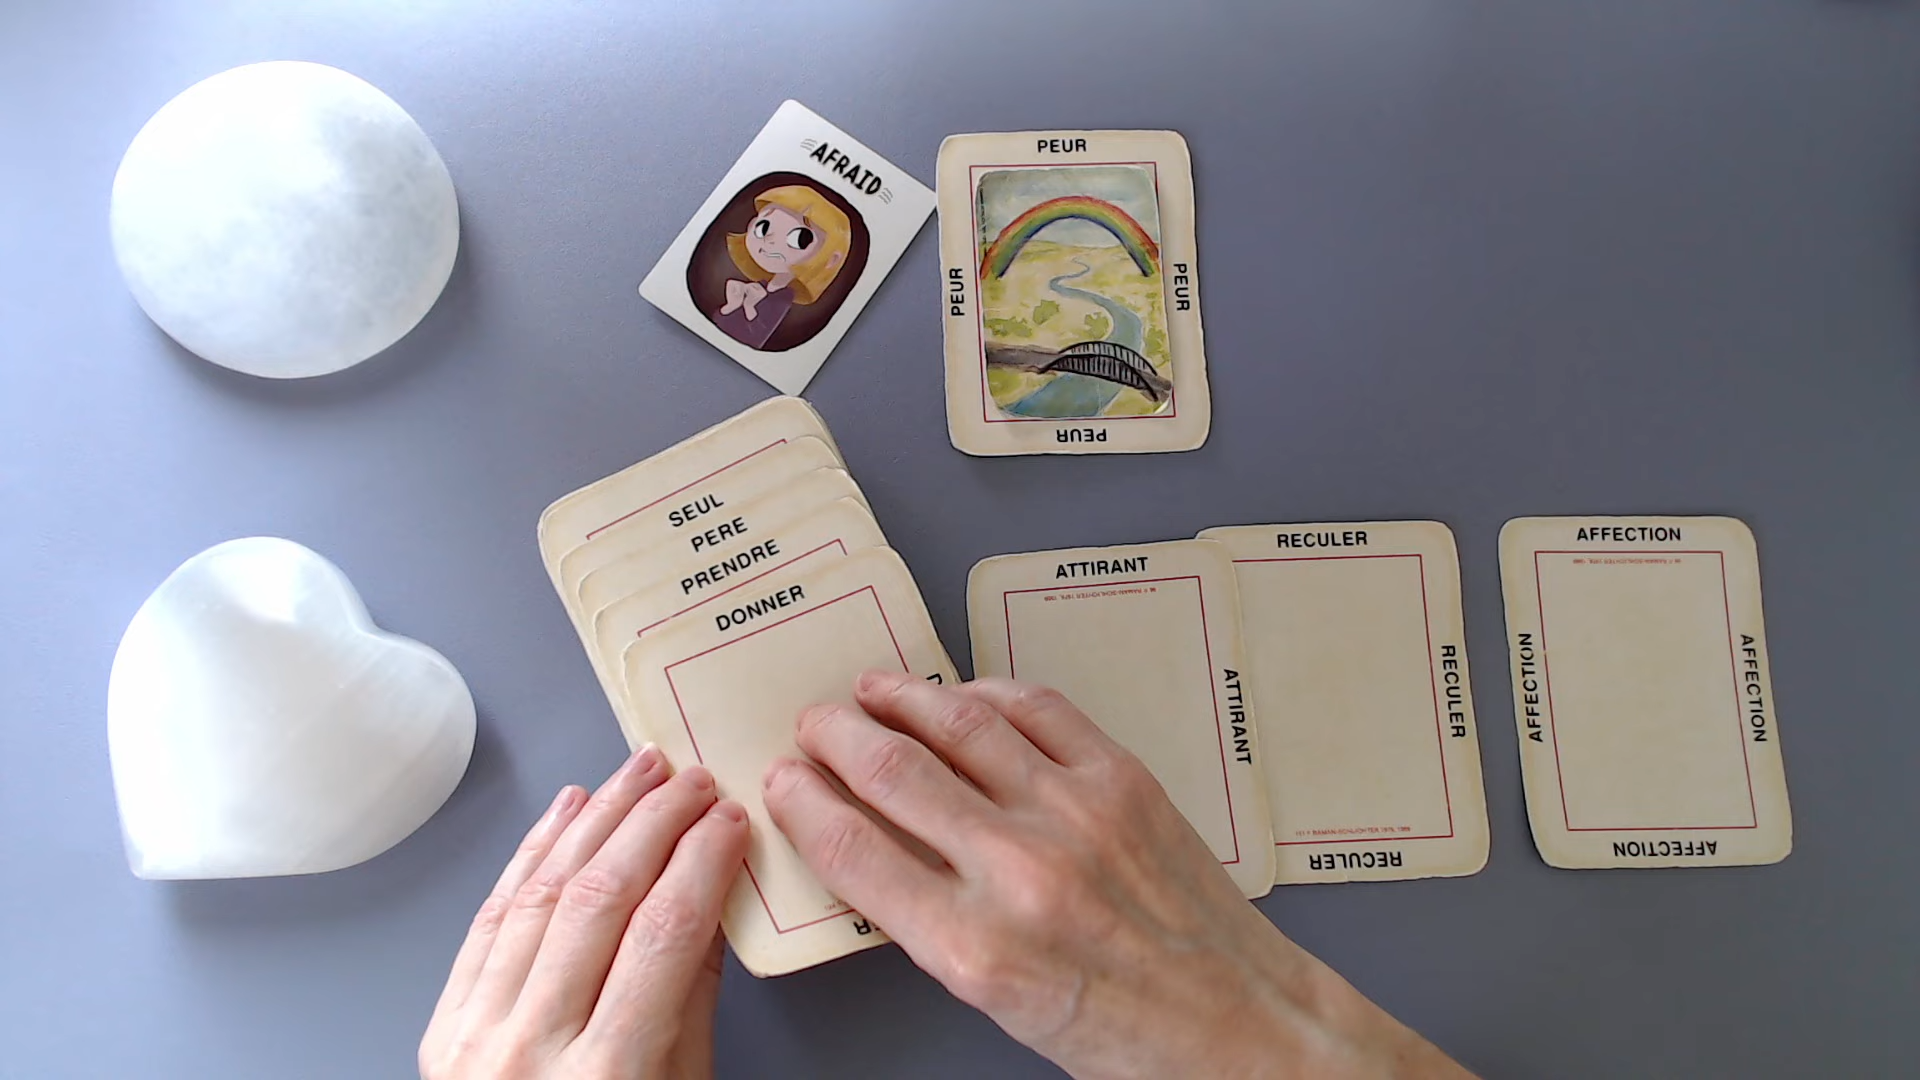 AFRAID
PEUR
PEUR
PEUR
PEUR
SEUL
PERE
PRENDRE
DONNER
ATTIRANT
ATTIRANT
RECULER
RECULER
RECULER
AFFECTION
AFFECTION
AFFECTION
AFFECTION